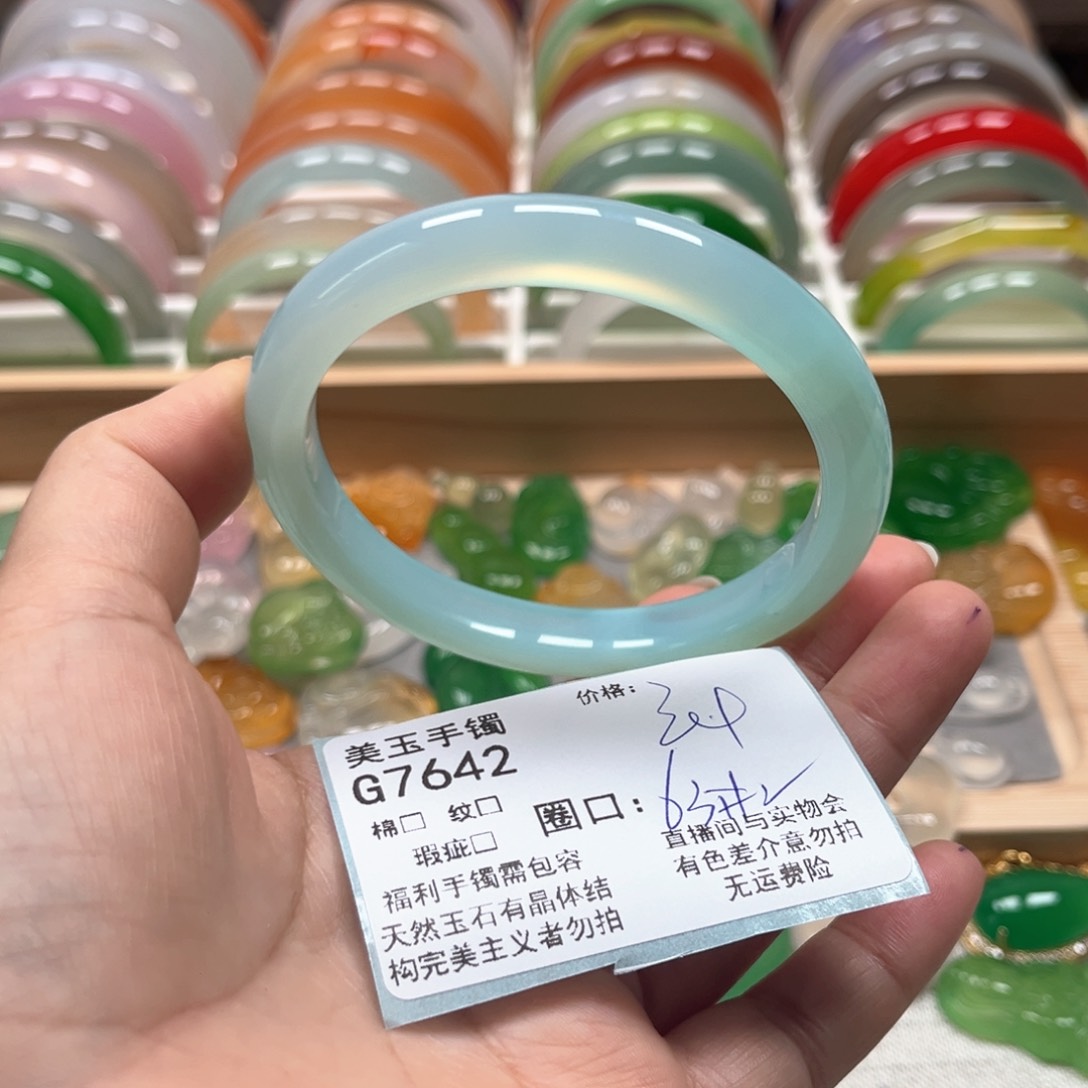 价格：
美玉手镯
G7642
棉□ 纹□ 圈口：
瑕疵□
福利手镯需包容
天然玉石有晶体结
构完美主义者勿拍
直播间与实物会
有色差介意勿拍
无运费险